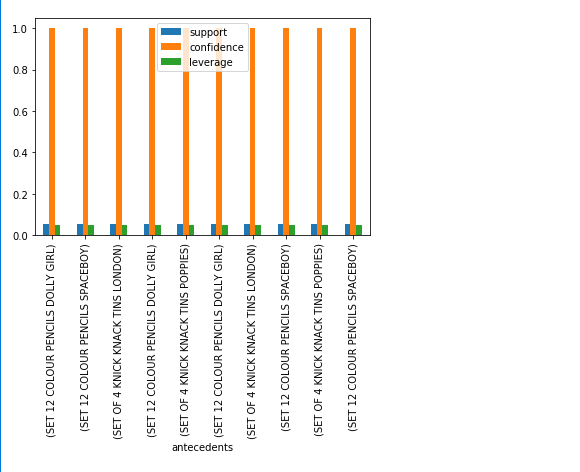 1.0
0.8
0.6
0.4
0.2
0.0
support
confidence
leverage
(SET 12 COLOUR PENCILS DOLLY GIRL)
(SET 12 COLOUR PENCILS SPACEBOY)
(SET OF 4 KNICK KNACK TINS LONDON)
(SET 12 COLOUR PENCILS DOLLY GIRL)
(SET OF 4 KNICK KNACK TINS POPPIES)
(SET 12 COLOUR PENCILS DOLLY GIRL)
(SET OF 4 KNICK KNACK TINS LONDON)
(SET 12 COLOUR PENCILS SPACEBOY)
(SET OF 4 KNICK KNACK TINS POPPIES)
(SET 12 COLOUR PENCILS SPACEBOY)
antecedents